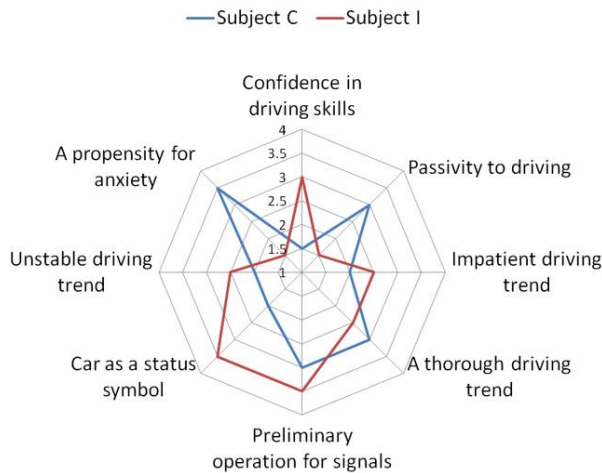 Subject C Subject I
Confidence in
driving skills
4
3.5
3
2.5
2
1.5
1
Passivity to driving
Impatient driving
trend
A thorough driving
trend
Preliminary
operation for signals
Car as a status
symbol
Unstable driving
trend
A propensity for
anxiety